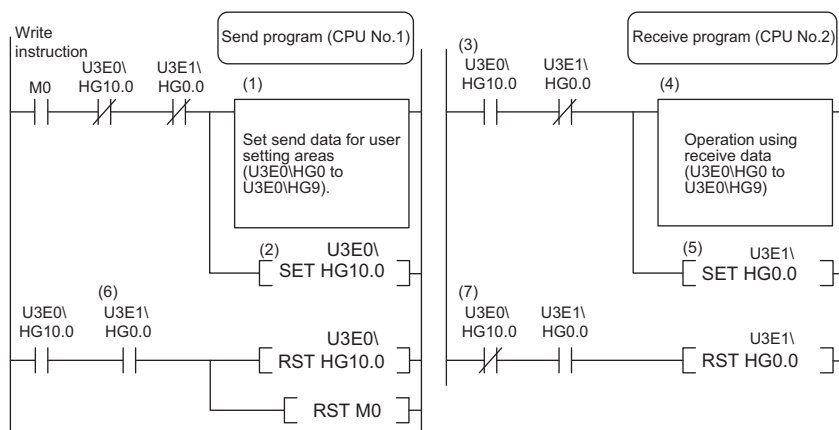 Write
instruction
Send program (CPU No.1)
M0
U3E0\
HG10.0
U3E1\
HG0.0
(1)
Set send data for user
setting areas
(U3E0\HG0 to
U3E0\HG9).
(2)
U3E0\
SET HG10.0
U3E0\
HG10.0
(6)
U3E1\
HG0.0
U3E0\
RST HG10.0
RST M0
Receive program (CPU No.2)
(3)
U3E0\
HG10.0
U3E1\
HG0.0
(4)
Operation using
receive data
(U3E0\HG0 to
U3E0\HG9)
(5)
U3E1\
SET HG0.0
(7)
U3E0\
HG10.0
U3E1\
HG0.0
U3E1\
RST HG0.0